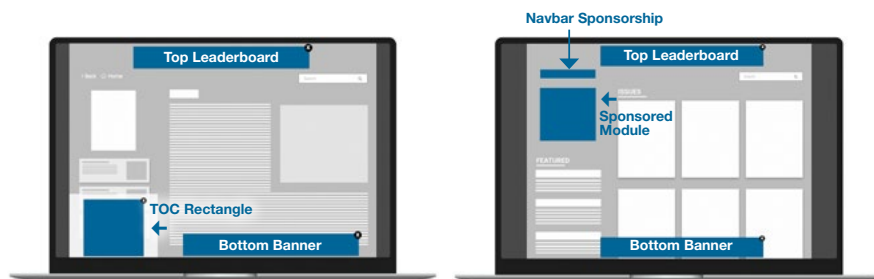 Top Leaderboard
x
‹ Back
Home
Search
TOC Rectangle
x
Bottom Banner
x
Navbar Sponsorship
Top Leaderboard
x
Search
ISSUES
Sponsored
Module
FEATURED
Bottom Banner
x